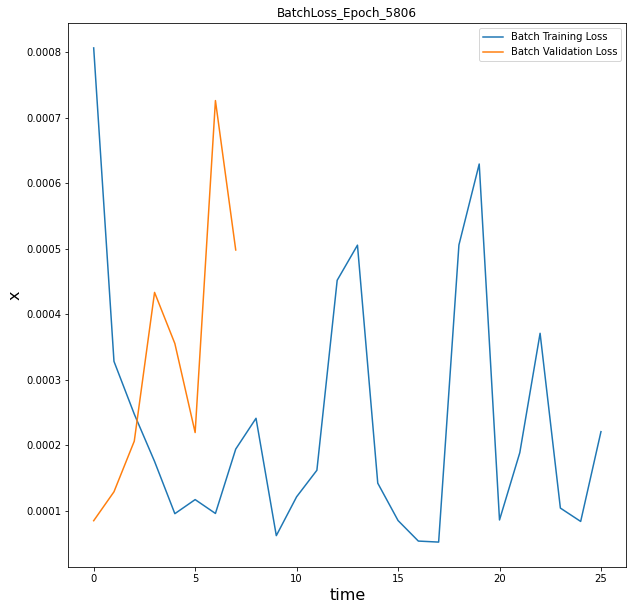 BatchLoss_Epoch_5806
Batch Training Loss
Batch Validation Loss
0.0008
0.0007
0.0006
0.0005
0.0004
0.0003
0.0002
0.0001
x
0 5 10 15 20 25
time